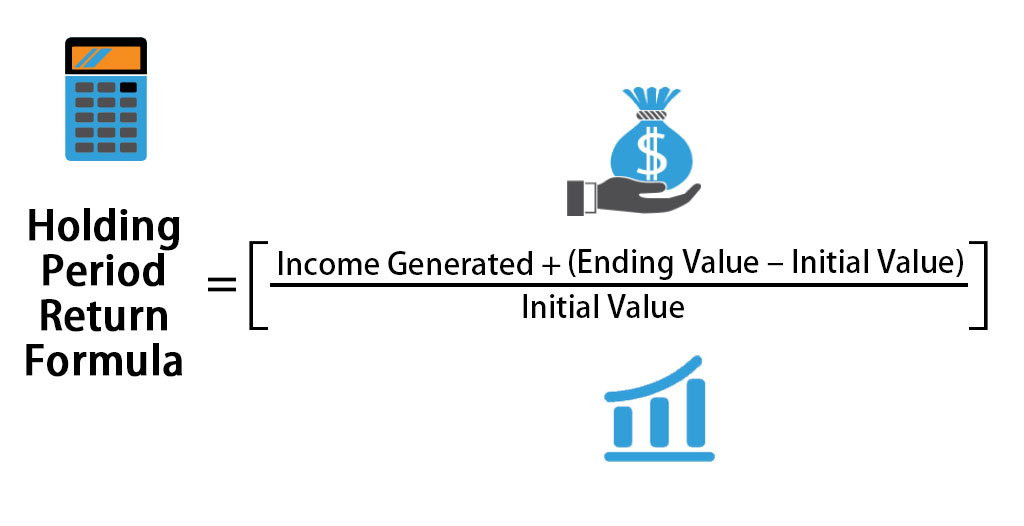 $
Holding
Period
Return
Formula
=
[
Income Generated + (Ending Value – Initial Value)
Initial Value
]